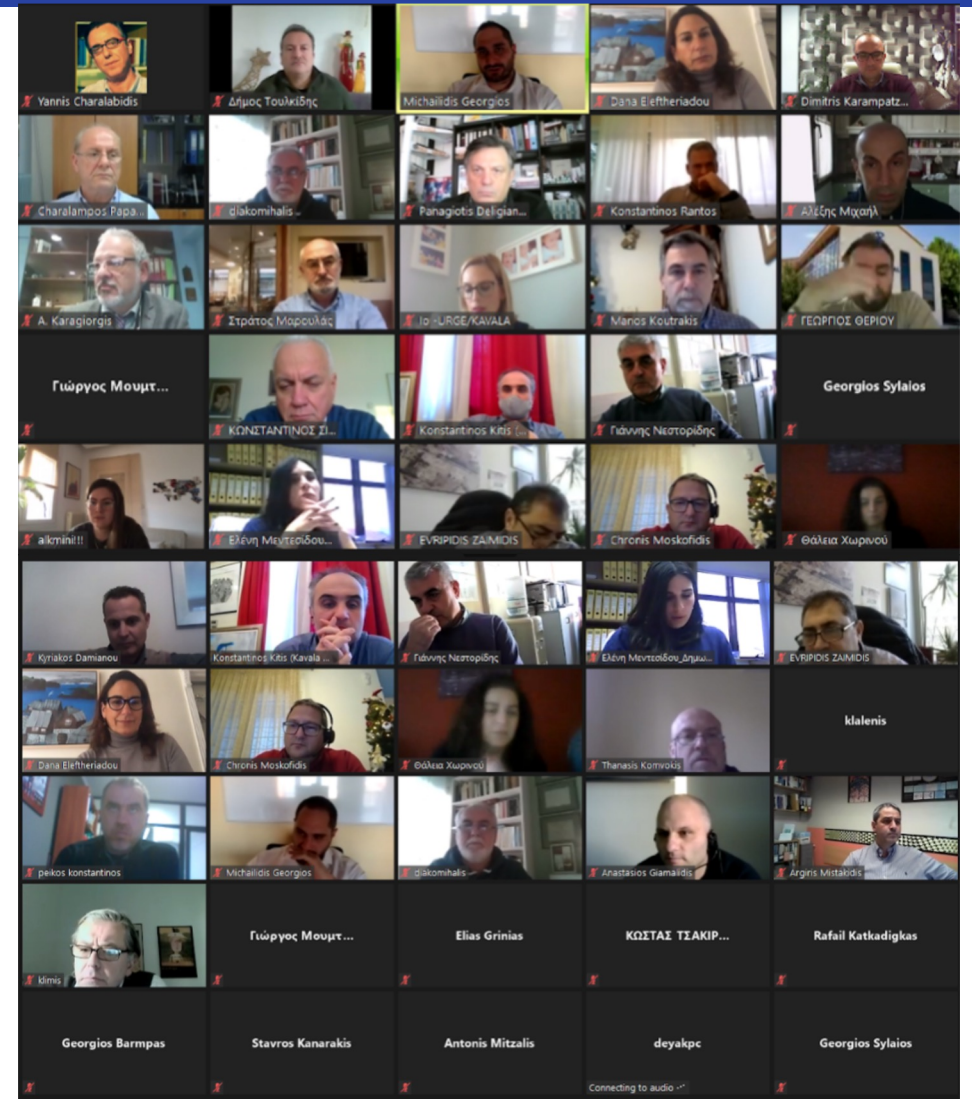 Yannis Charalabidis
Δήμος Τουλκίδης
Michailidis Georgios
Dana Eleftheriadou
Dimitris Karampatz...
Charalampos Papa...
diakomihalis
Panagiotis Deligian...
Konstantinos Rantos
Αλέξης Μιχαήλ
A. Karagiorgis
Στράτος Μαρουλάς
Io -URGE/KAVALA
Manos Koutrakis
ΓΕΩΡΓΙΟΣ ΘΕΡΙΟΥ
Γιώργος Μουμτ...
ΚΩΝΣΤΑΝΤΙΝΟΣ ΣΙ...
Konstantinos Kitis (...
Γιάννης Νεστορίδης
Georgios Sylaios
alkmini!!!
Ελένη Μεντεσίδου...
EVRIPIDIS ZAIMIDIS
Chronis Moskofidis
Θάλεια Χωρινού
Kyriakos Damianou
Konstantinos Kitis (Kavala ...
Γιάννης Νεστορίδης
Ελένη Μεντεσίδου_Δημω...
EVRIPIDIS ZAIMIDIS
Dana Eleftheriadou
Chronis Moskofidis
Θάλεια Χωρινού
Thanasis Komvokis
klalenis
peikos konstantinos
Michailidis Georgios
diakomihalis
Anastasios Giamalidis
Argiris Mistakidis
klimis
Γιώργος Μουμτ...
Elias Grinias
ΚΩΣΤΑΣ ΤΣΑΚΙΡ...
Rafail Katkadigkas
Georgios Barmpas
Stavros Kanarakis
Antonis Mitzalis
deyakpc
Connecting to audio
Georgios Sylaios